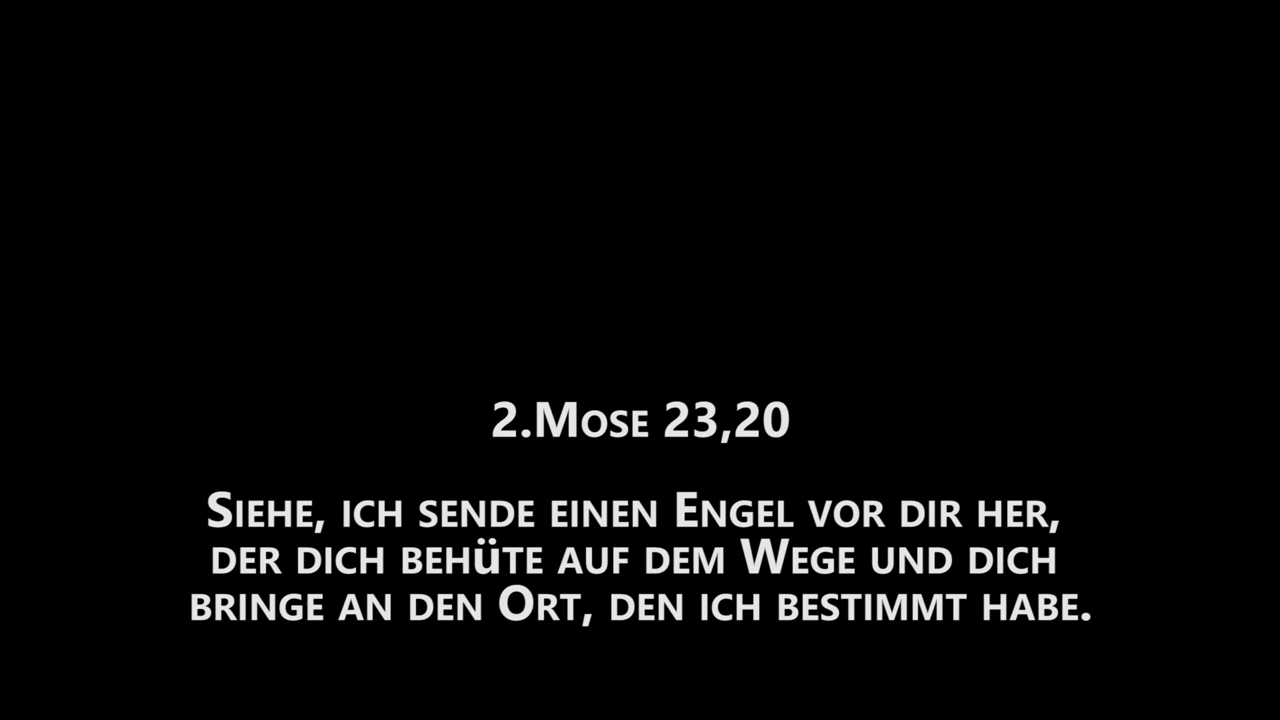 2.Mose 23,20
Siehe, ich sende einen Engel vor dir her,
der dich behüte auf dem Wege und dich
bringe an den Ort, den ich bestimmt habe.